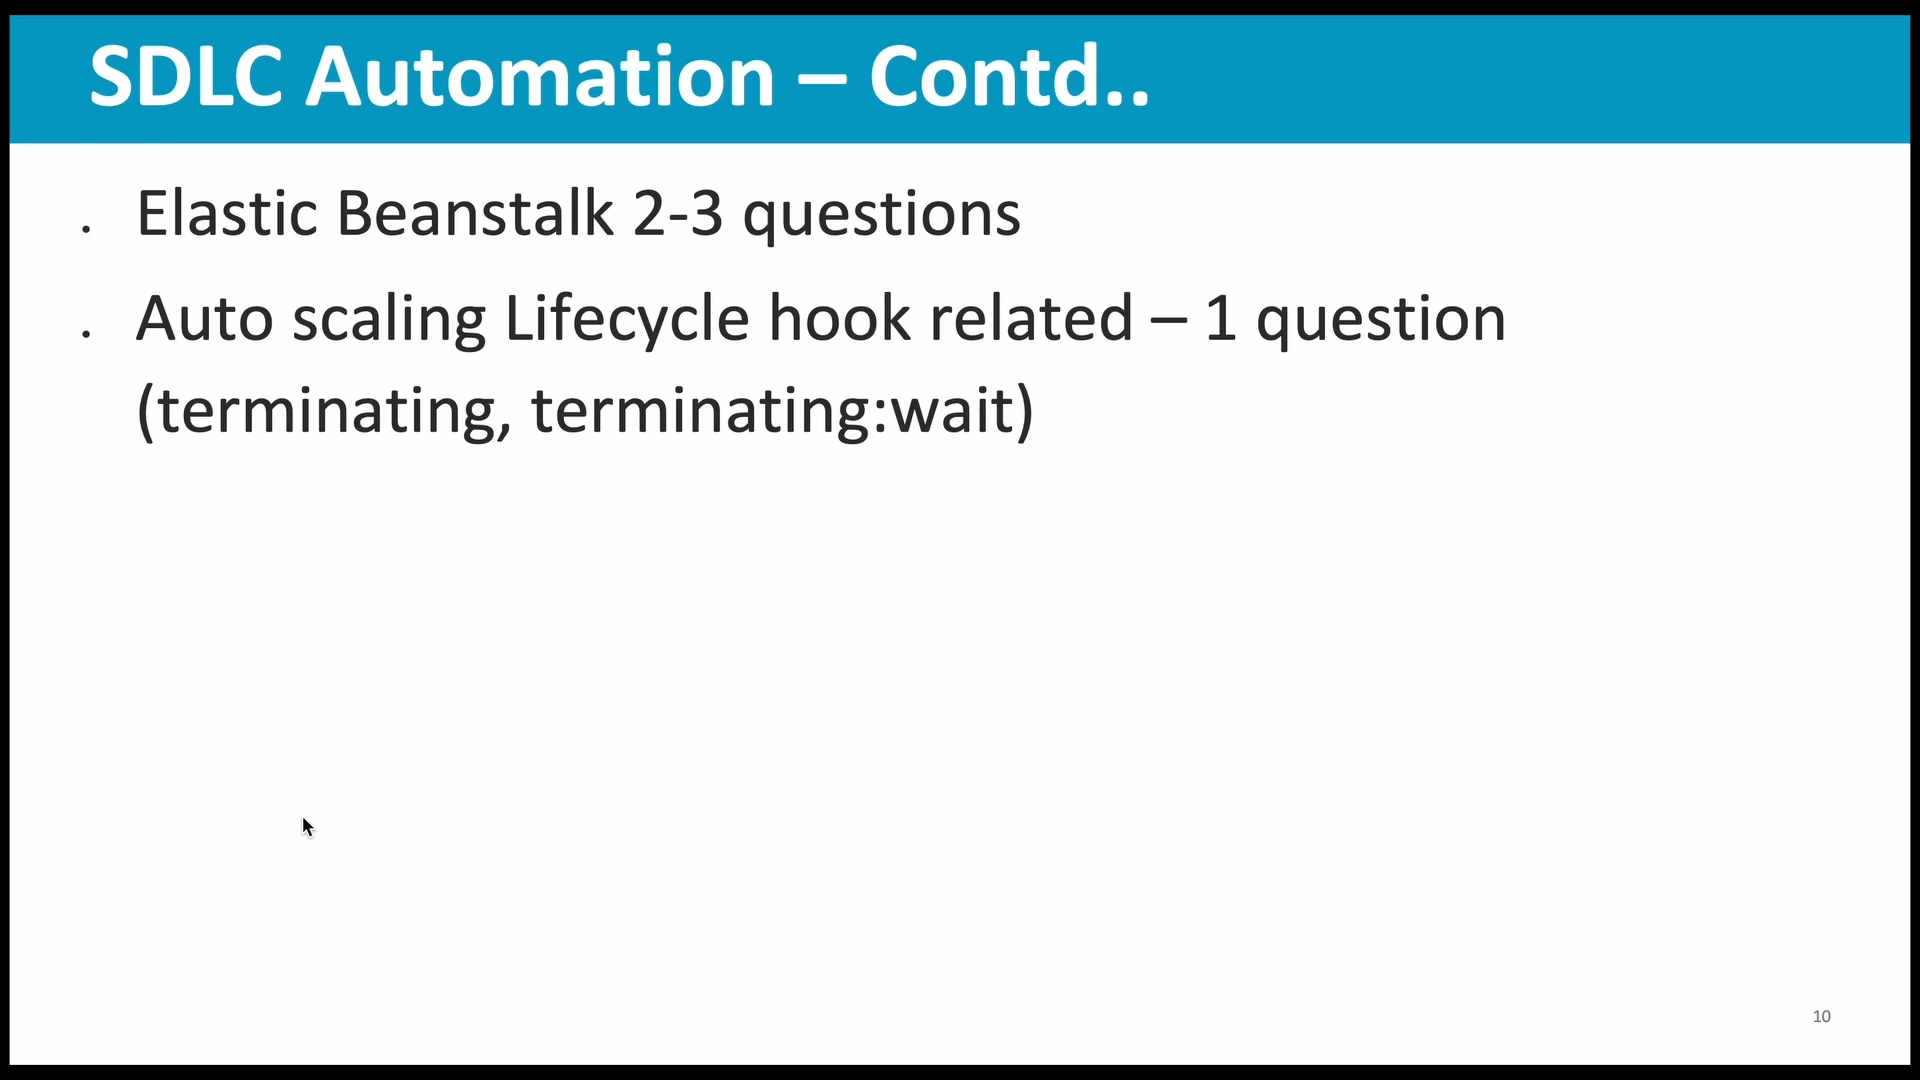 SDLC Automation – Contd..
. Elastic Beanstalk 2-3 questions
. Auto scaling Lifecycle hook related – 1 question
(terminating, terminating:wait)
10